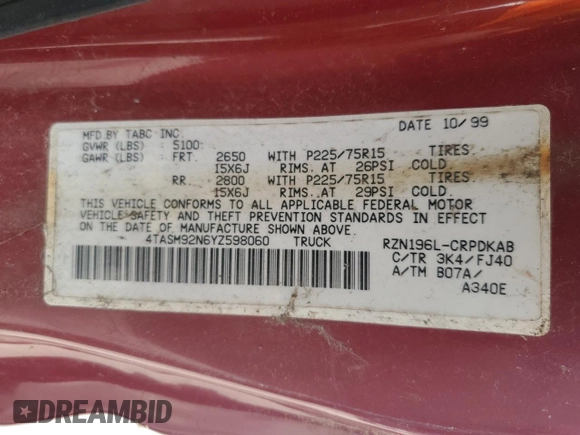 MFD BY TABC INC. DATE 10/99
GVWR (LBS) 5100
GAWR (LBS) FRT. 2650 WITH P225/75R15 TIRES
15X6J RIMS AT 26PSI COLD.
RR 2800 WITH P225/75R15 TIRES
15X6J RIMS AT 29PSI COLD.
THIS VEHICLE CONFORMS TO ALL APPLICABLE FEDERAL MOTOR
VEHICLE SAFETY AND THEFT PREVENTION STANDARDS IN EFFECT
ON THE DATE OF MANUFACTURE SHOWN ABOVE.
4TASM92N6YZ598060 TRUCK RZN196L-CRPDKAB
C/TR 3K4/FJ40
A/TM B07A/
A340E
DREAMBID